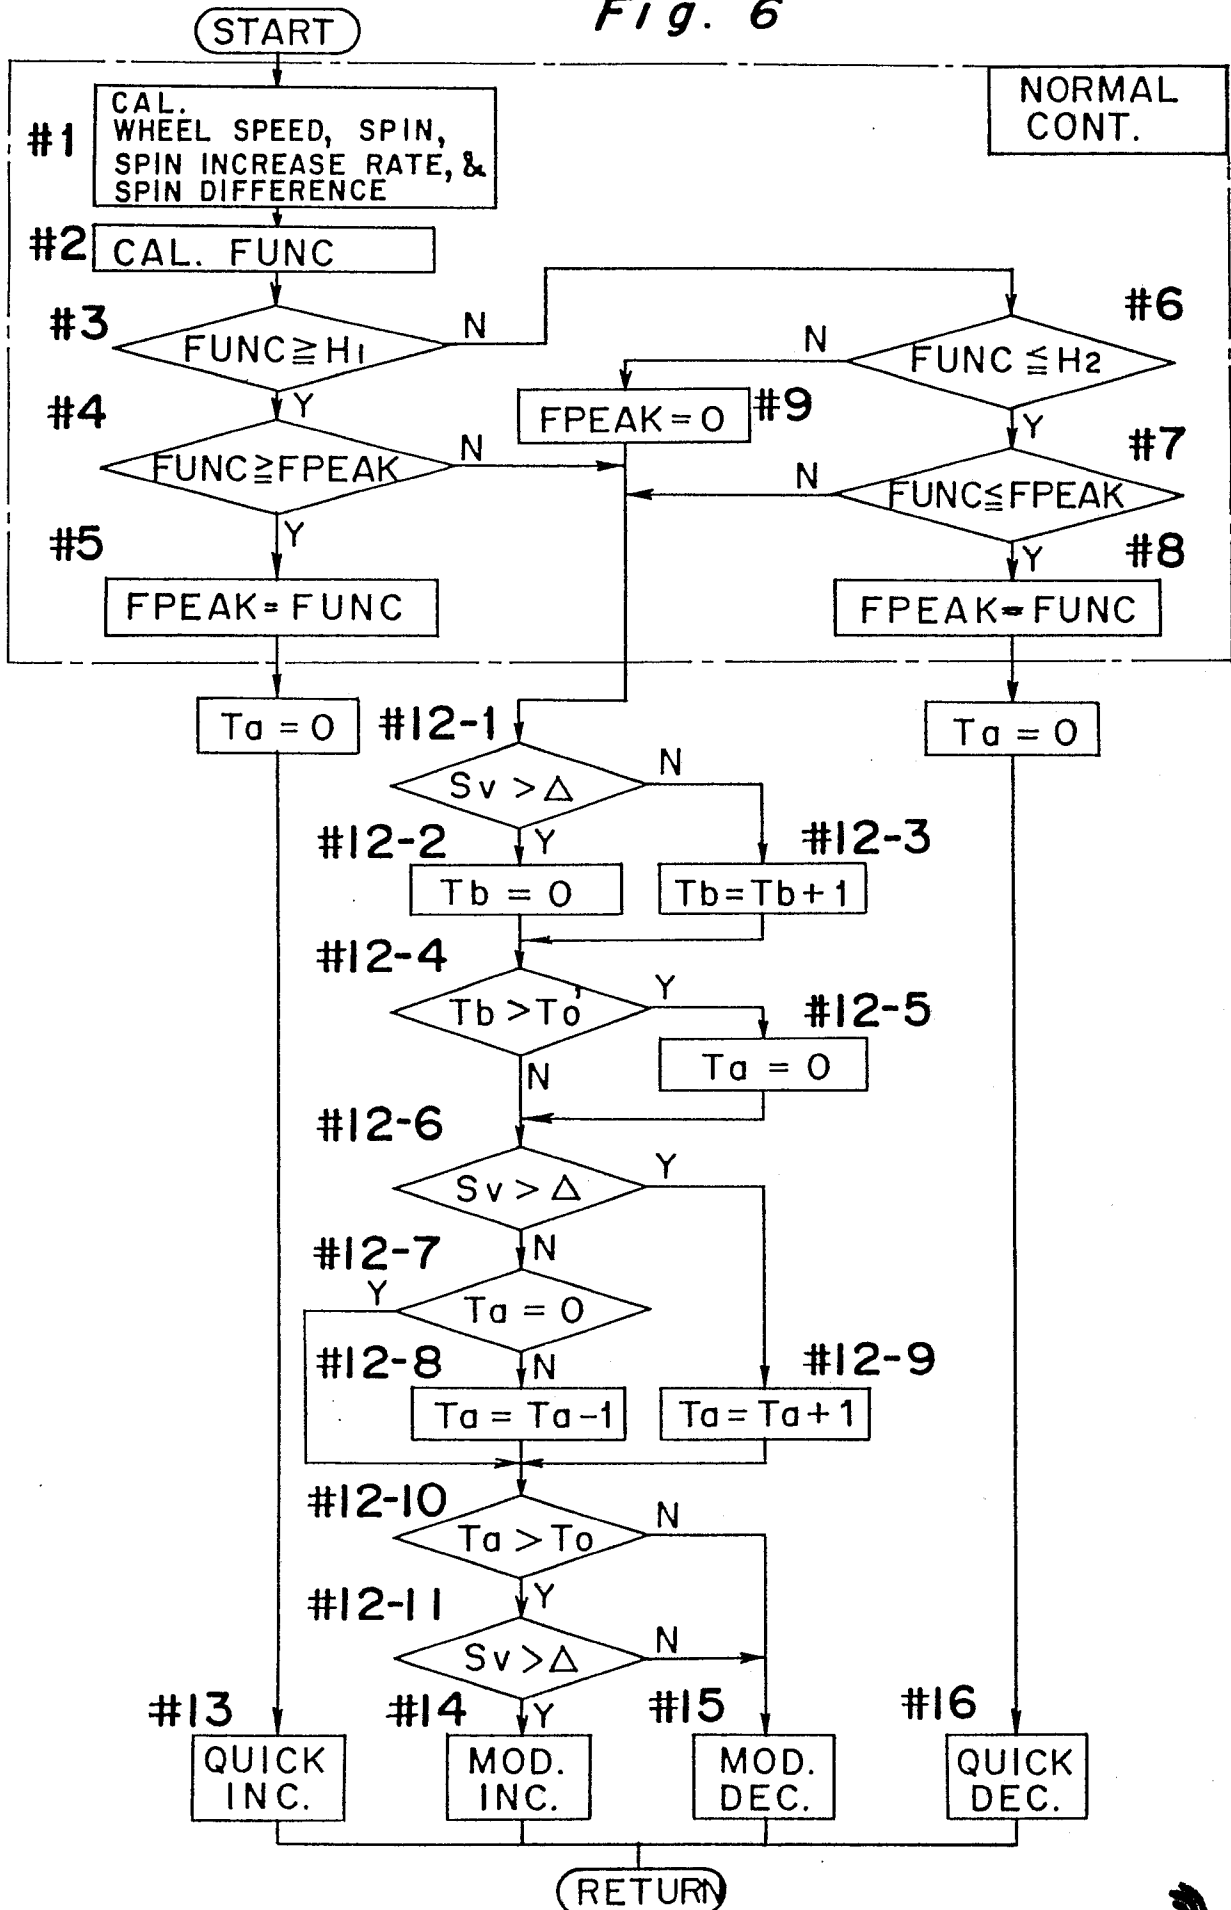 Fig. 6
START
NORMAL
CONT.
#1
CAL.
WHEEL SPEED, SPIN,
SPIN INCREASE RATE, &
SPIN DIFFERENCE
#2
CAL. FUNC
#3
FUNC ≧ H1
N
Y
#6
FUNC ≦ H2
N
Y
#9
FPEAK = 0
#4
FUNC≧FPEAK
N
Y
#7
FUNC≦FPEAK
N
Y
#5
FPEAK = FUNC
#8
FPEAK = FUNC
Ta = 0
#12-1
Ta = 0
Sv > △
N
Y
#12-2
Tb = 0
#12-3
Tb = Tb + 1
#12-4
Tb > To'
Y
N
#12-5
Ta = 0
#12-6
Sv > △
Y
N
#12-7
Ta = 0
Y
N
#12-8
Ta = Ta - 1
#12-9
Ta = Ta + 1
#12-10
Ta > To
N
Y
#12-11
Sv > △
N
Y
#13
QUICK
INC.
#14
MOD.
INC.
#15
MOD.
DEC.
#16
QUICK
DEC.
RETURN